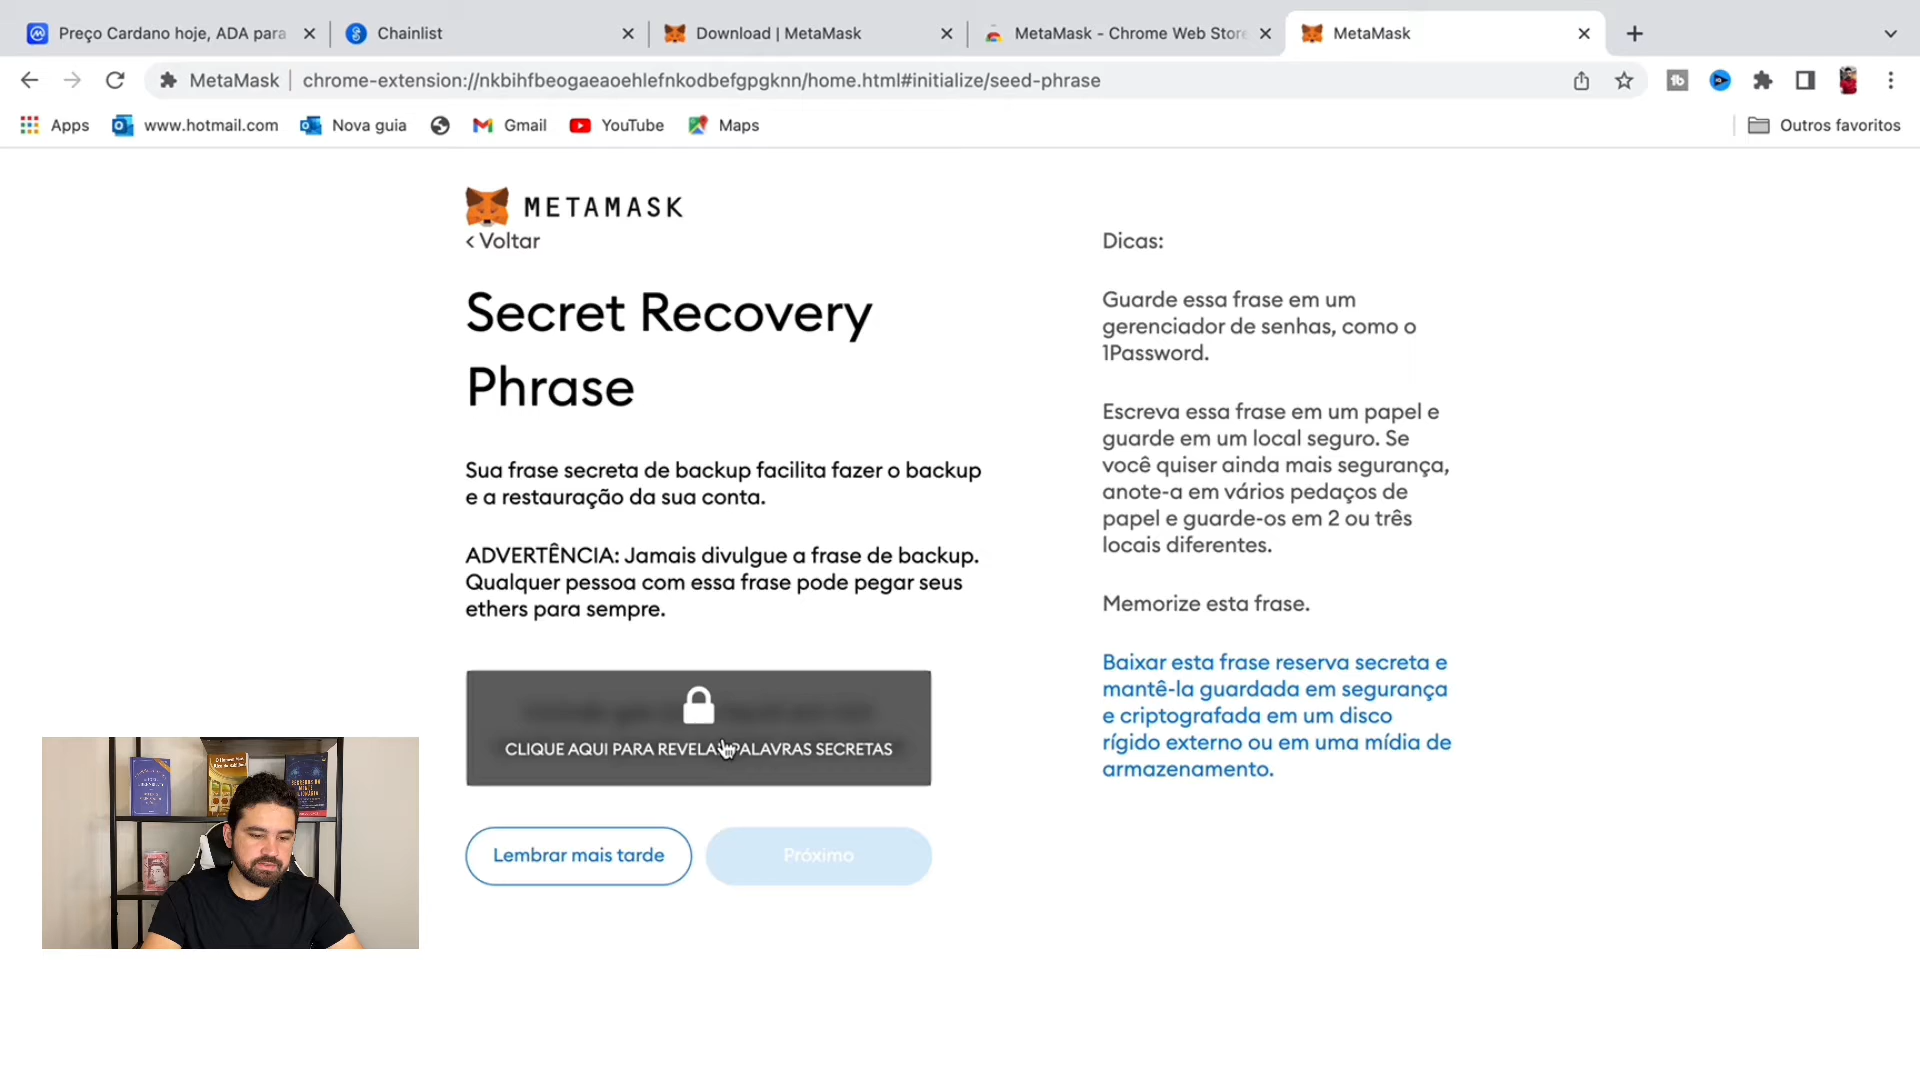 Preço Cardano hoje, ADA para
Chainlist
Download | MetaMask
MetaMask - Chrome Web Store
MetaMask
MetaMask
chrome-extension://nkbihfbeogaeaoehlefnkodbefgpgknn/home.html#initialize/seed-phrase
Apps
www.hotmail.com
Nova guia
Gmail
YouTube
Maps
Outros favoritos
METAMASK
< Voltar
Secret Recovery
Phrase
Sua frase secreta de backup facilita fazer o backup
e a restauração da sua conta.
ADVERTÊNCIA: Jamais divulgue a frase de backup.
Qualquer pessoa com essa frase pode pegar seus
ethers para sempre.
CLIQUE AQUI PARA REVELAR PALAVRAS SECRETAS
Lembrar mais tarde
Próximo
Dicas:
Guarde essa frase em um
gerenciador de senhas, como o
1Password.
Escreva essa frase em um papel e
guarde em um local seguro. Se
você quiser ainda mais segurança,
anote-a em vários pedaços de
papel e guarde-os em 2 ou três
locais diferentes.
Memorize esta frase.
Baixar esta frase reserva secreta e
mantê-la guardada em segurança
e criptografada em um disco
rígido externo ou em uma mídia de
armazenamento.